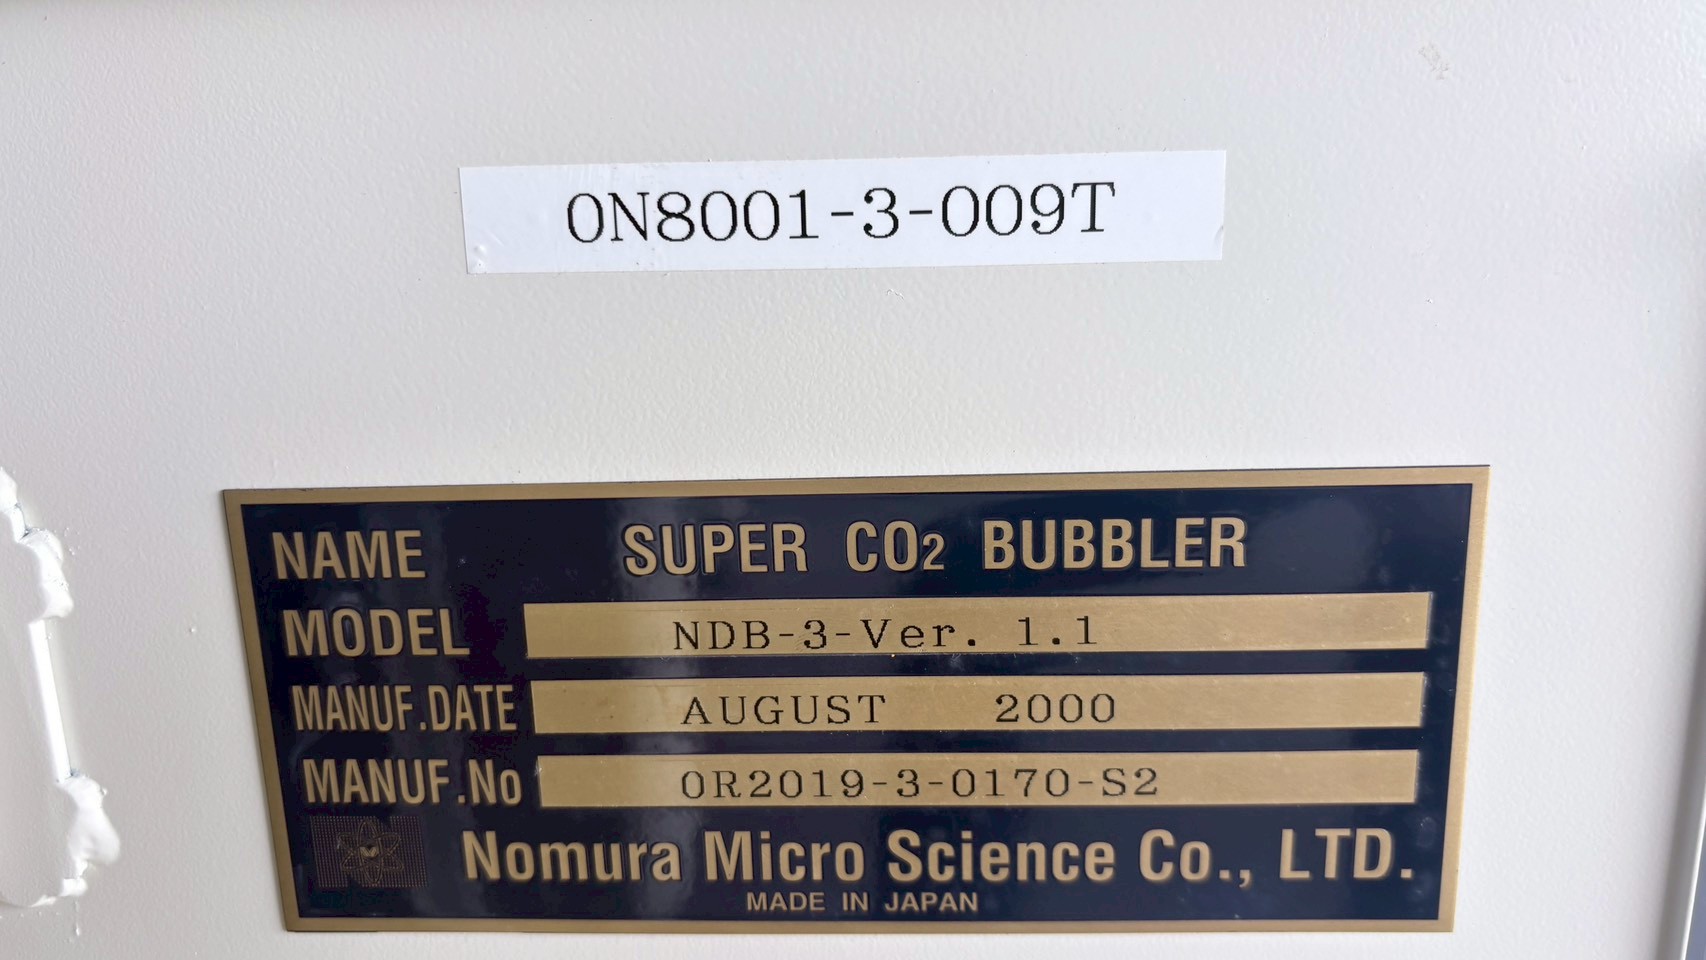 0N8001-3-009T
NAME SUPER CO₂ BUBBLER
MODEL NDB-3-Ver. 1.1
MANUF.DATE AUGUST 2000
MANUF.No 0R2019-3-0170-S2
Nomura Micro Science Co., LTD.
MADE IN JAPAN